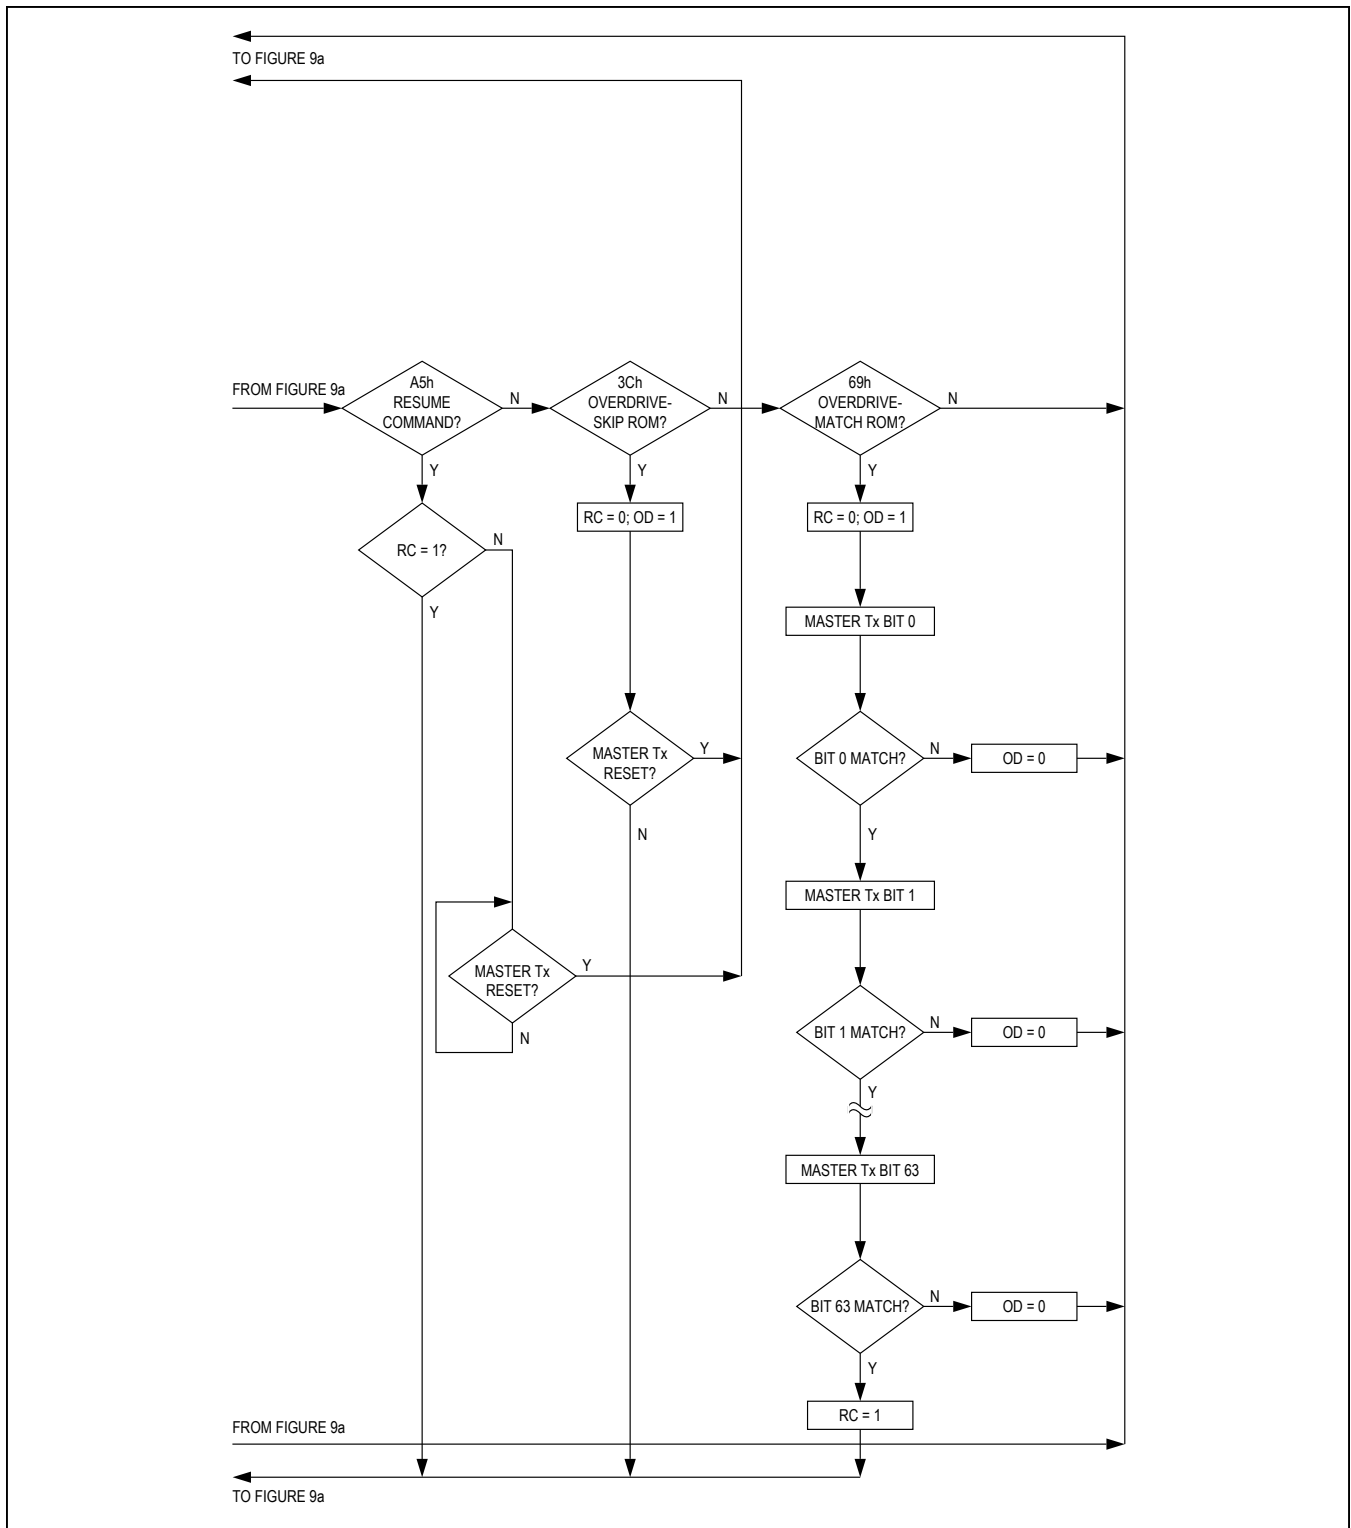 TO FIGURE 9a
FROM FIGURE 9a
A5h
RESUME
COMMAND?
N
3Ch
OVERDRIVE-
SKIP ROM?
N
69h
OVERDRIVE-
MATCH ROM?
N
Y
Y
Y
RC = 0; OD = 1
RC = 0; OD = 1
RC = 1?
N
Y
MASTER Tx BIT 0
MASTER Tx
RESET?
Y
N
BIT 0 MATCH?
N
OD = 0
Y
MASTER Tx BIT 1
MASTER Tx
RESET?
Y
N
BIT 1 MATCH?
N
OD = 0
Y
MASTER Tx BIT 63
BIT 63 MATCH?
N
OD = 0
Y
RC = 1
FROM FIGURE 9a
TO FIGURE 9a